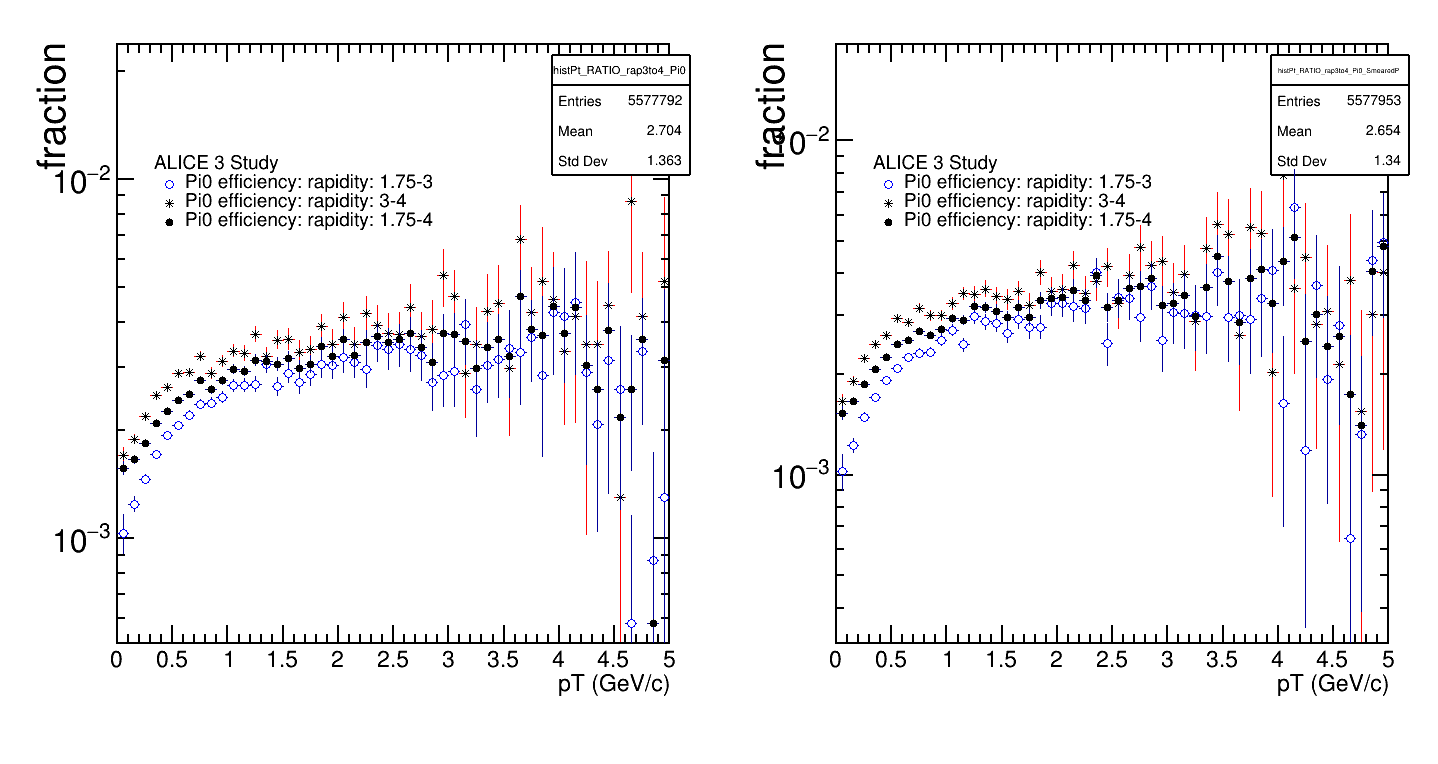 fraction
histPt_RATIO_rap3to4_Pi0
Entries 5577792
Mean 2.704
Std Dev 1.363
ALICE 3 Study
Pi0 efficiency: rapidity: 1.75-3
Pi0 efficiency: rapidity: 3-4
Pi0 efficiency: rapidity: 1.75-4
10−2
10−3
0 0.5 1 1.5 2 2.5 3 3.5 4 4.5 5
pT (GeV/c)
fraction
histPt_RATIO_rap3to4_Pi0_SmearedP
Entries 5577953
Mean 2.654
Std Dev 1.34
ALICE 3 Study
Pi0 efficiency: rapidity: 1.75-3
Pi0 efficiency: rapidity: 3-4
Pi0 efficiency: rapidity: 1.75-4
10−2
10−3
0 0.5 1 1.5 2 2.5 3 3.5 4 4.5 5
pT (GeV/c)